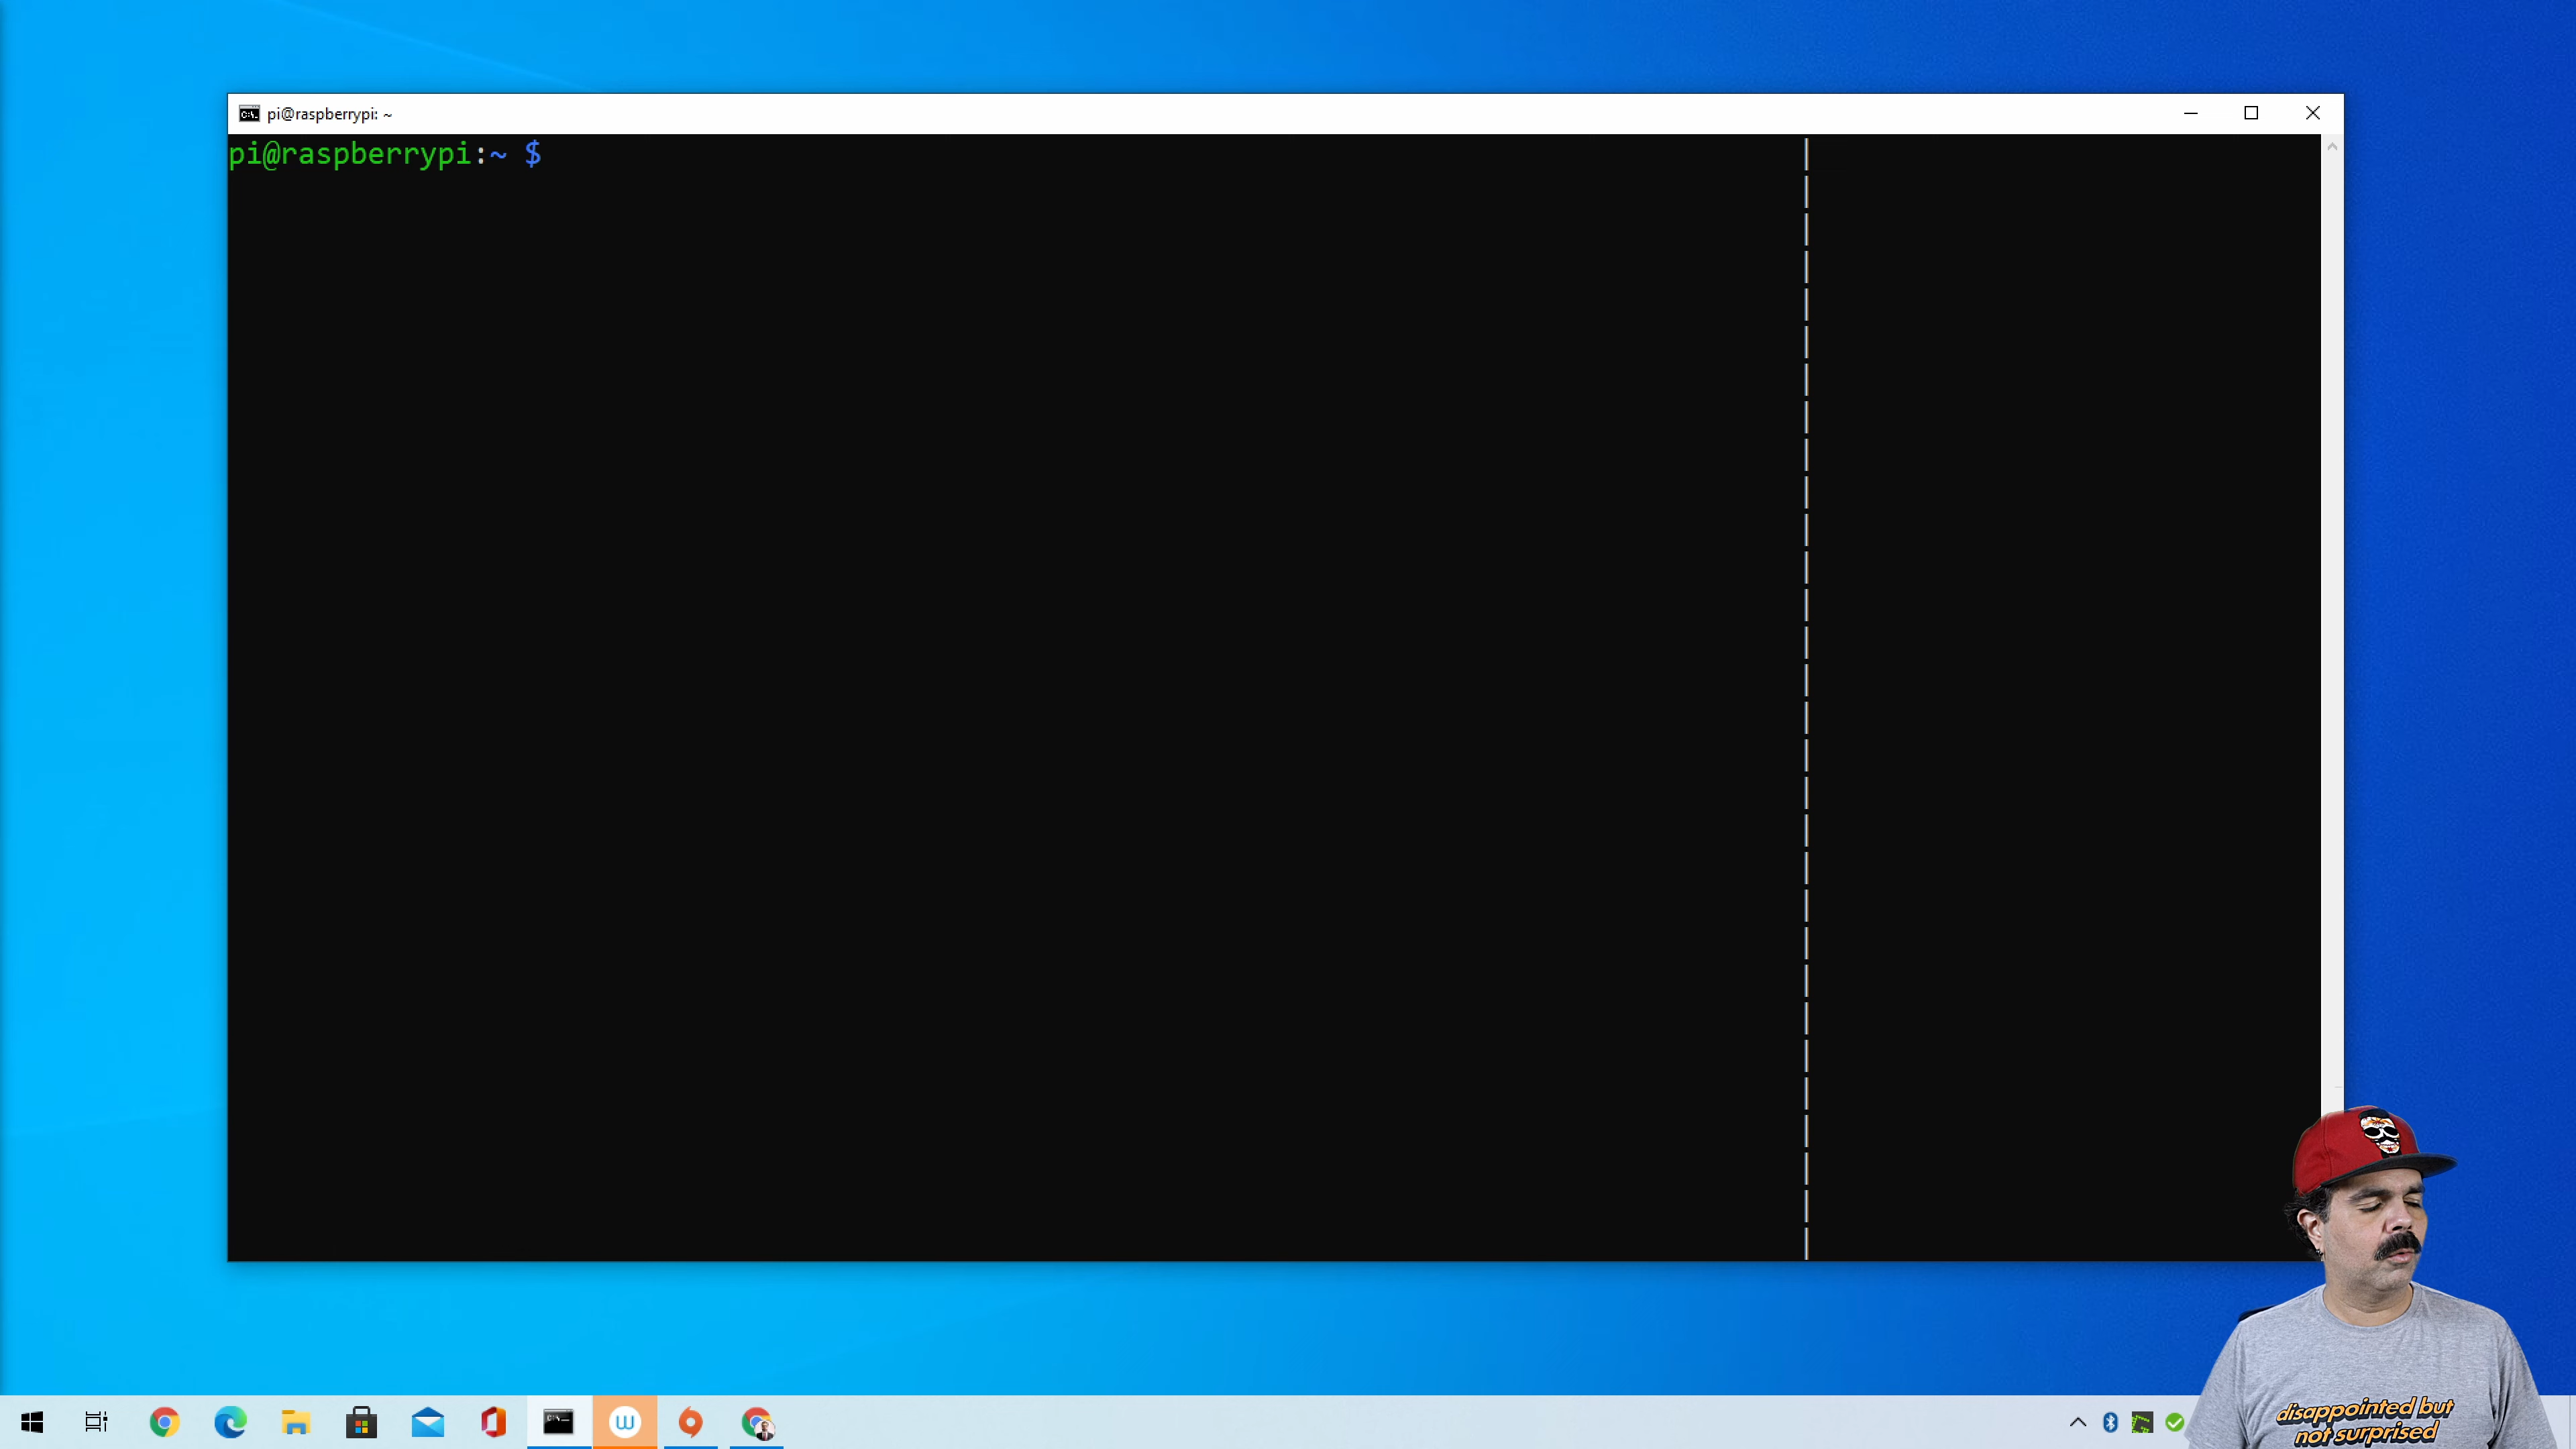 pi@raspberrypi: ~
pi@raspberrypi:~ $
disappointed but
not surprised